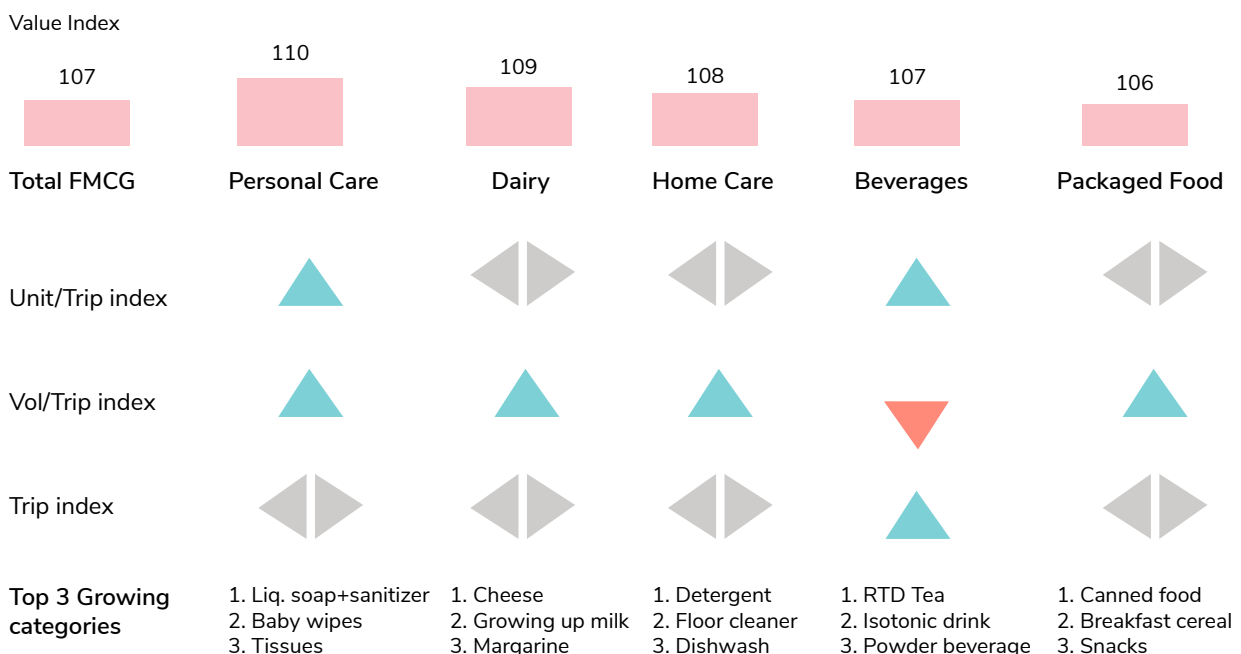 Value Index
107
110
109
108
107
106
Total FMCG
Personal Care
Dairy
Home Care
Beverages
Packaged Food
Unit/Trip index
Vol/Trip index
Trip index
Top 3 Growing
categories
1. Liq. soap+sanitizer
2. Baby wipes
3. Tissues
1. Cheese
2. Growing up milk
3. Margarine
1. Detergent
2. Floor cleaner
3. Dishwash
1. RTD Tea
2. Isotonic drink
3. Powder beverage
1. Canned food
2. Breakfast cereal
3. Snacks